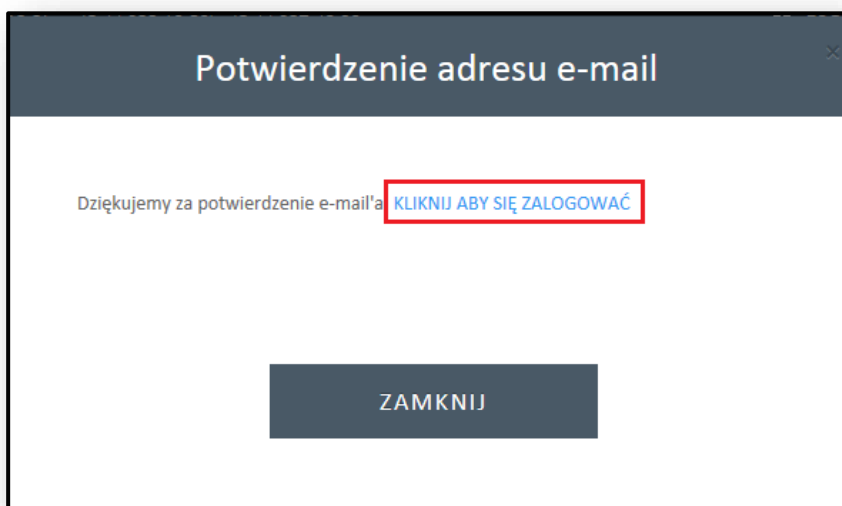 Potwierdzenie adresu e-mail
×
Dziękujemy za potwierdzenie e-mail'a KLIKNIJ ABY SIĘ ZALOGOWAĆ
ZAMKNIJ